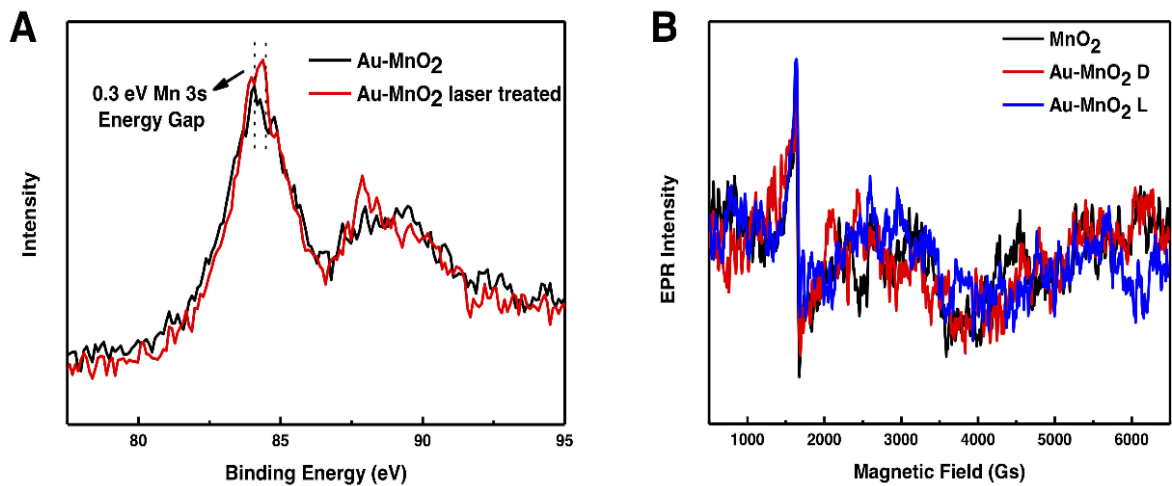 A
Au-MnO2
Au-MnO2 laser treated
0.3 eV Mn 3s
Energy Gap
Intensity
80 85 90 95
Binding Energy (eV)
B
MnO2
Au-MnO2 D
Au-MnO2 L
EPR Intensity
1000 2000 3000 4000 5000 6000
Magnetic Field (Gs)